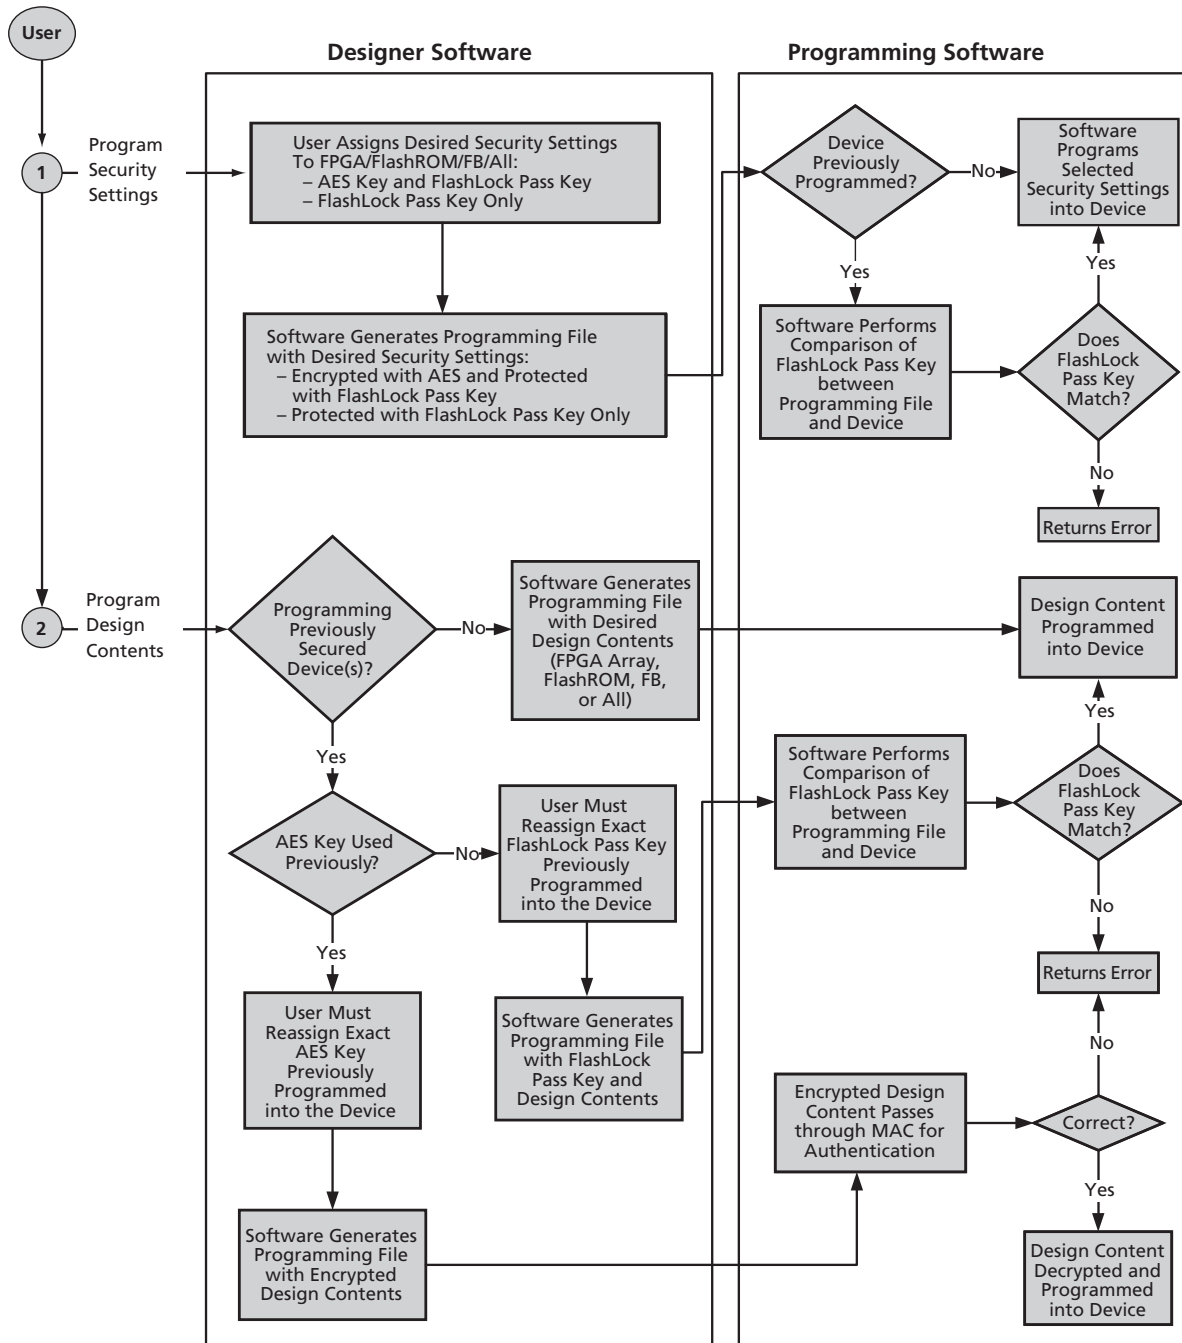 User
Designer Software
Programming Software
1
Program
Security
Settings
User Assigns Desired Security Settings
To FPGA/FlashROM/FB/All:
– AES Key and FlashLock Pass Key
– FlashLock Pass Key Only
Software Generates Programming File
with Desired Security Settings:
– Encrypted with AES and Protected
with FlashLock Pass Key
– Protected with FlashLock Pass Key Only
Device
Previously
Programmed?
No
Software
Programs
Selected
Security Settings
into Device
Yes
Yes
Software Performs
Comparison of
FlashLock Pass Key
between
Programming File
and Device
Does
FlashLock
Pass Key
Match?
No
Returns Error
2
Program
Design
Contents
Programming
Previously
Secured
Device(s)?
No
Software Generates
Programming File
with Desired
Design Contents
(FPGA Array,
FlashROM, FB,
or All)
Design Content
Programmed
into Device
Yes
Yes
AES Key Used
Previously?
No
User Must
Reassign Exact
FlashLock Pass Key
Previously
Programmed
into the Device
Software Performs
Comparison of
FlashLock Pass Key
between
Programming File
and Device
Does
FlashLock
Pass Key
Match?
No
Returns Error
Yes
User Must
Reassign Exact
AES Key
Previously
Programmed
into the Device
Software Generates
Programming File
with FlashLock
Pass Key and
Design Contents
No
Encrypted Design
Content Passes
through MAC for
Authentication
Correct?
Yes
Software Generates
Programming File
with Encrypted
Design Contents
Design Content
Decrypted and
Programmed
into Device